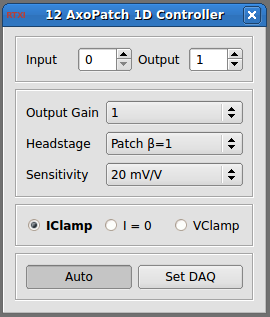 12 AxoPatch 1D Controller
Input 0 Output 1
Output Gain 1
Headstage Patch β=1
Sensitivity 20 mV/V
IClamp I = 0 VClamp
Auto Set DAQ